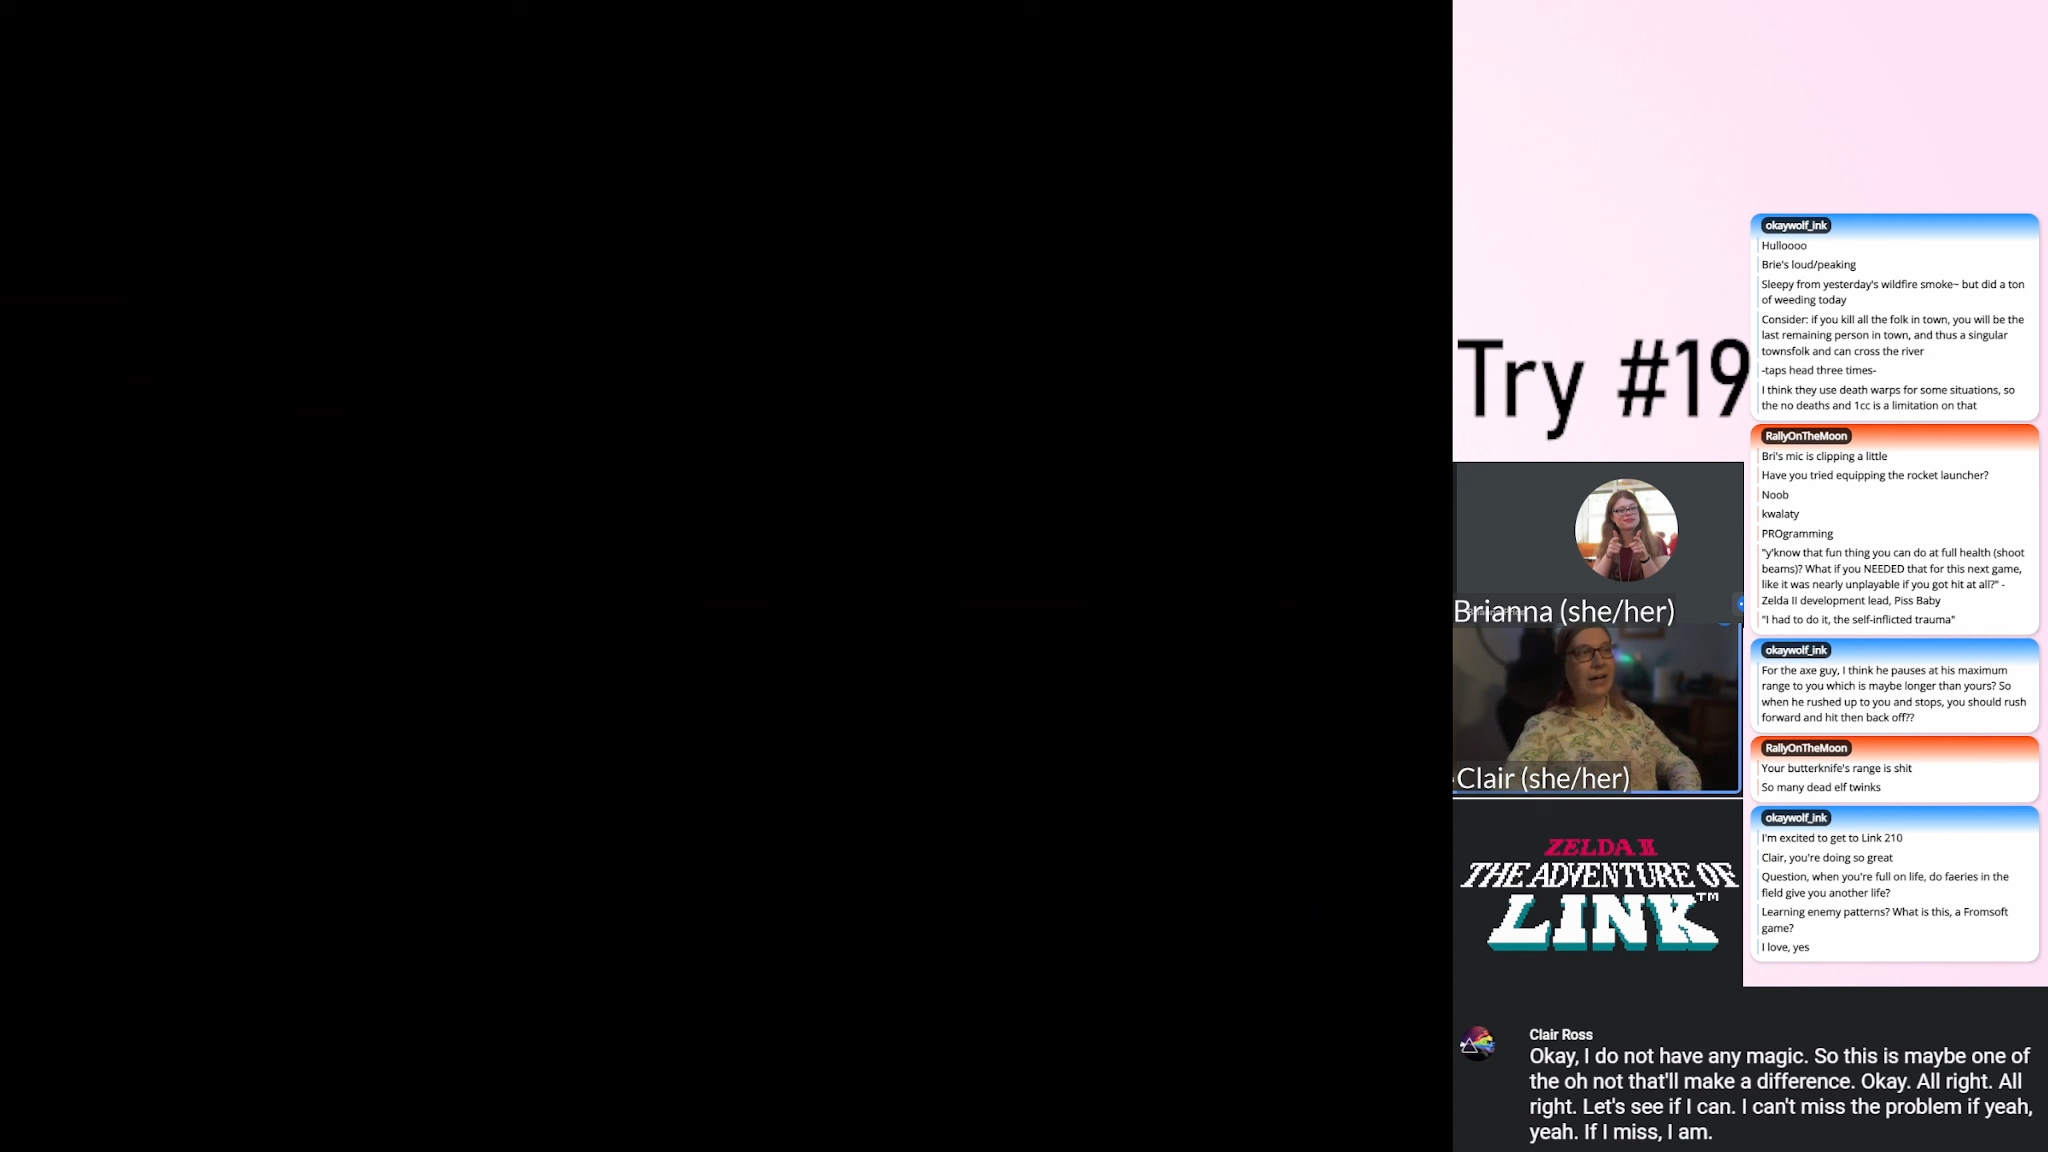 okaywolf_ink
Hulloooo
Brie's loud/peaking
Sleepy from yesterday's wildfire smoke~ but did a ton
of weeding today
Consider: if you kill all the folk in town, you will be the
last remaining person in town, and thus a singular
townsfolk and can cross the river
-taps head three times-
I think they use death warps for some situations, so
the no deaths and 1cc is a limitation on that
Try #19
RallyOnTheMoon
Bri's mic is clipping a little
Have you tried equipping the rocket launcher?
Noob
kwalaty
PROgramming
"y'know that fun thing you can do at full health (shoot
beams)? What if you NEEDED that for this next game,
like it was nearly unplayable if you got hit at all?" -
Zelda II development lead, Piss Baby
"I had to do it, the self-inflicted trauma"
Brianna (she/her)
okaywolf_ink
For the axe guy, I think he pauses at his maximum
range to you which is maybe longer than yours? So
when he rushed up to you and stops, you should rush
forward and hit then back off??
RallyOnTheMoon
Your butterknife's range is shit
So many dead elf twinks
Clair (she/her)
okaywolf_ink
I'm excited to get to Link 210
Clair, you're doing so great
Question, when you're full on life, do faeries in the
field give you another life?
Learning enemy patterns? What is this, a Fromsoft
game?
I love, yes
ZELDA II
THE ADVENTURE OF
LINK™
Clair Ross
Okay, I do not have any magic. So this is maybe one of
the oh not that'll make a difference. Okay. All right. All
right. Let's see if I can. I can't miss the problem if yeah,
yeah. If I miss, I am.